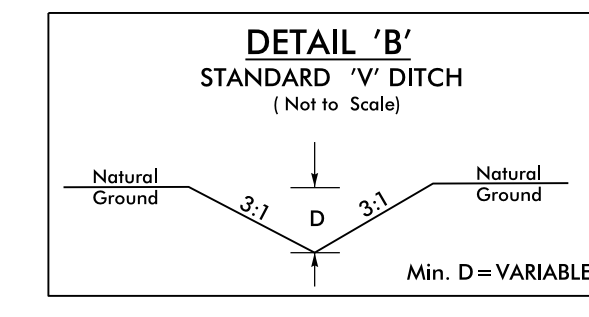 DETAIL 'B'
STANDARD 'V' DITCH
( Not to Scale)
Natural
Ground
3:1
D
3:1
Natural
Ground
Min. D = VARIABLE